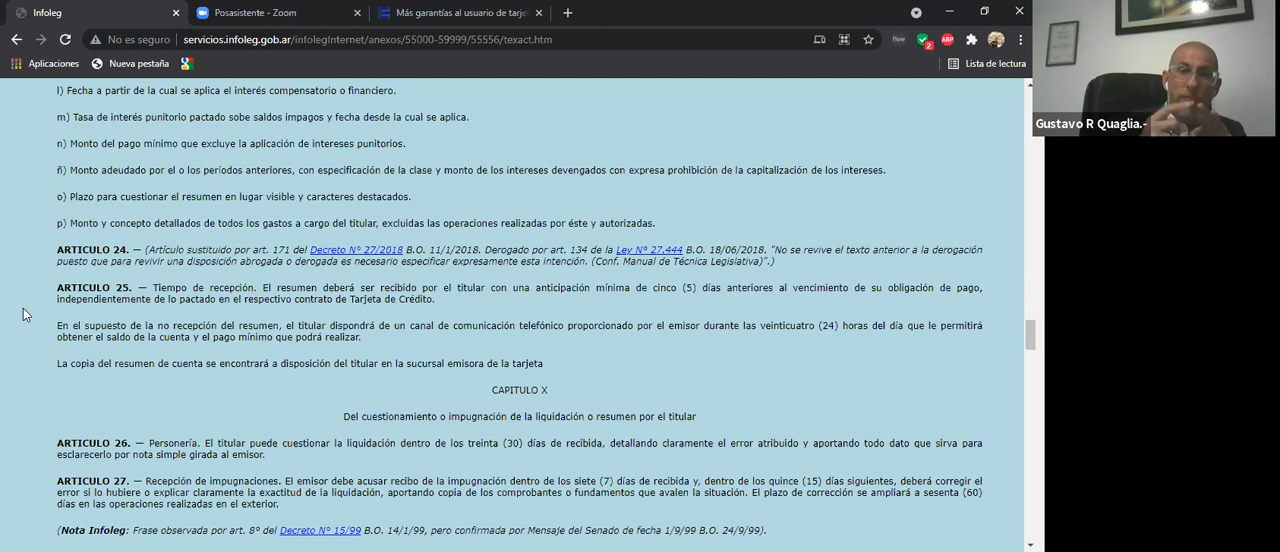 Infoleg
Posasistente - Zoom
Más garantías al usuario de tarje
No es seguro
servicios.infoleg.gob.ar/infolegInternet/anexos/55000-59999/55556/texact.htm
flow
2
ABP
Aplicaciones
Nueva pestaña
Lista de lectura
Gustavo R Quaglia.-
l) Fecha a partir de la cual se aplica el interés compensatorio o financiero.
m) Tasa de interés punitorio pactado sobe saldos impagos y fecha desde la cual se aplica.
n) Monto del pago mínimo que excluye la aplicación de intereses punitorios.
ñ) Monto adeudado por el o los períodos anteriores, con especificación de la clase y monto de los intereses devengados con expresa prohibición de la capitalización de los intereses.
o) Plazo para cuestionar el resumen en lugar visible y caracteres destacados.
p) Monto y concepto detallados de todos los gastos a cargo del titular, excluidas las operaciones realizadas por éste y autorizadas.
ARTICULO 24. — (Artículo sustituido por art. 171 del Decreto N° 27/2018 B.O. 11/1/2018. Derogado por art. 134 de la Ley N° 27.444 B.O. 18/06/2018. "No se revive el texto anterior a la derogación
puesto que para revivir una disposición abrogada o derogada es necesario especificar expresamente esta intención. (Conf. Manual de Técnica Legislativa)".)
ARTICULO 25. — Tiempo de recepción. El resumen deberá ser recibido por el titular con una anticipación mínima de cinco (5) días anteriores al vencimiento de su obligación de pago,
independientemente de lo pactado en el respectivo contrato de Tarjeta de Crédito.
En el supuesto de la no recepción del resumen, el titular dispondrá de un canal de comunicación telefónico proporcionado por el emisor durante las veinticuatro (24) horas del día que le permitirá
obtener el saldo de la cuenta y el pago mínimo que podrá realizar.
La copia del resumen de cuenta se encontrará a disposición del titular en la sucursal emisora de la tarjeta
CAPITULO X
Del cuestionamiento o impugnación de la liquidación o resumen por el titular
ARTICULO 26. — Personería. El titular puede cuestionar la liquidación dentro de los treinta (30) días de recibida, detallando claramente el error atribuido y aportando todo dato que sirva para
esclarecerlo por nota simple girada al emisor.
ARTICULO 27. — Recepción de impugnaciones. El emisor debe acusar recibo de la impugnación dentro de los siete (7) días de recibida y, dentro de los quince (15) días siguientes, deberá corregir el
error si lo hubiere o explicar claramente la exactitud de la liquidación, aportando copia de los comprobantes o fundamentos que avalen la situación. El plazo de corrección se ampliará a sesenta (60)
días en las operaciones realizadas en el exterior.
(Nota Infoleg: Frase observada por art. 8° del Decreto N° 15/99 B.O. 14/1/99, pero confirmada por Mensaje del Senado de fecha 1/9/99 B.O. 24/9/99).